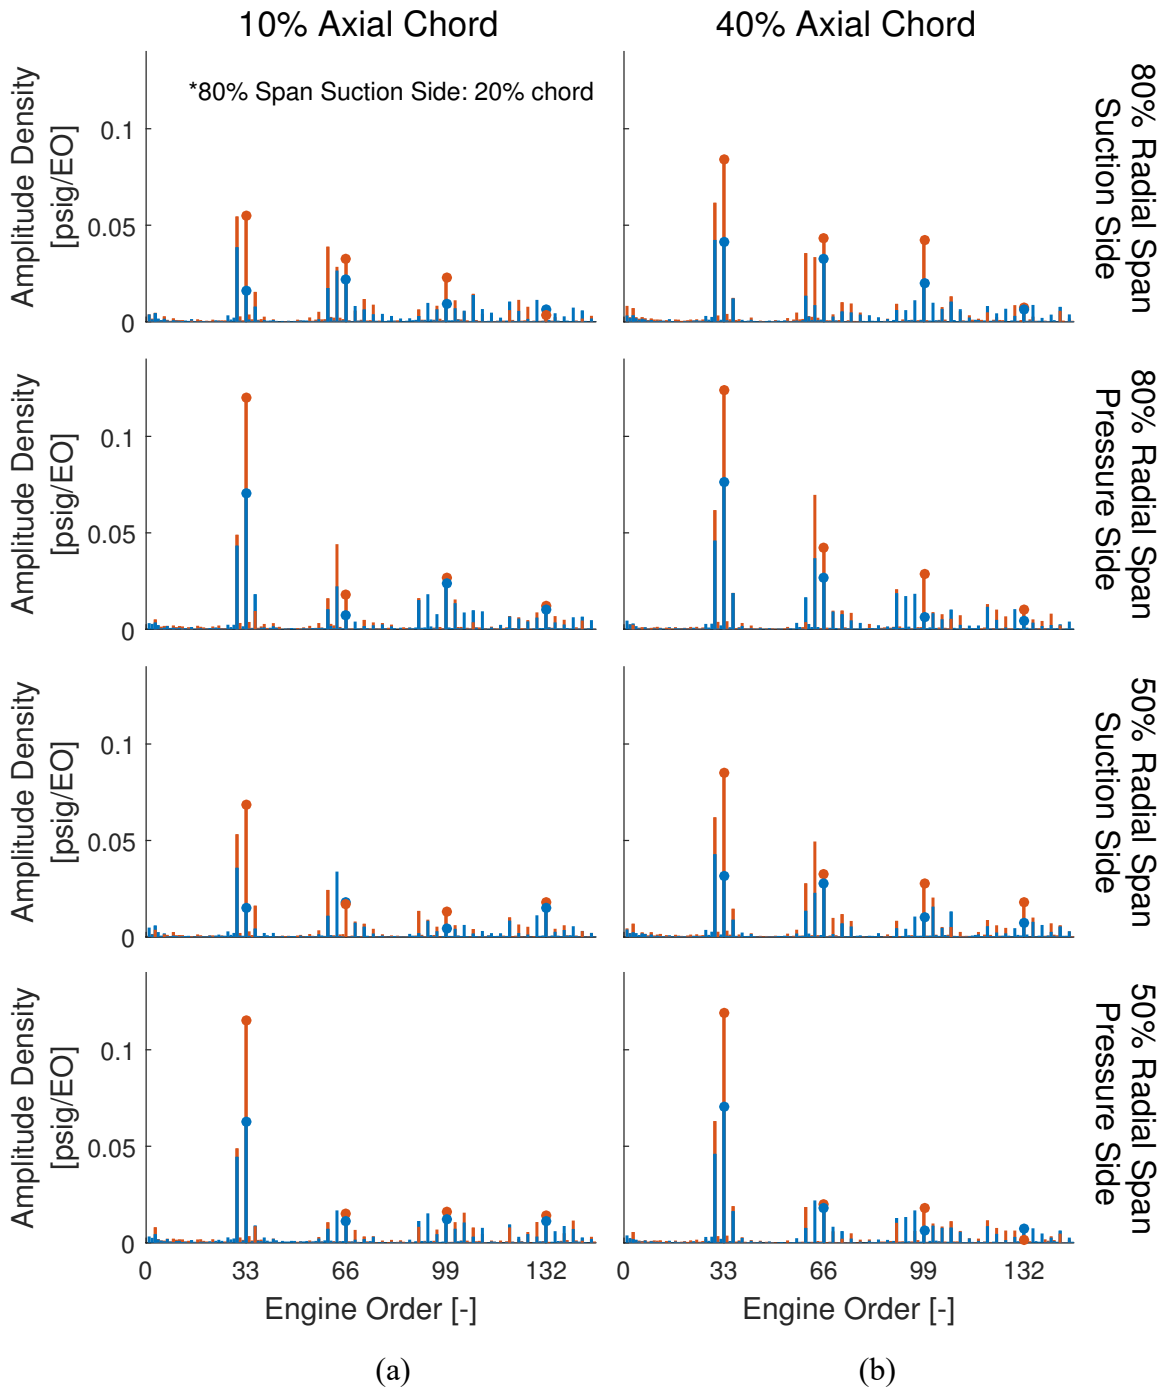 10% Axial Chord
40% Axial Chord
*80% Span Suction Side: 20% chord
Amplitude Density
[psig/EO]
0.1
0.05
0
80% Radial Span
Suction Side
Amplitude Density
[psig/EO]
0.1
0.05
0
80% Radial Span
Pressure Side
Amplitude Density
[psig/EO]
0.1
0.05
0
50% Radial Span
Suction Side
Amplitude Density
[psig/EO]
0.1
0.05
0
50% Radial Span
Pressure Side
0 33 66 99 132
0 33 66 99 132
Engine Order [-]
Engine Order [-]
(a)
(b)